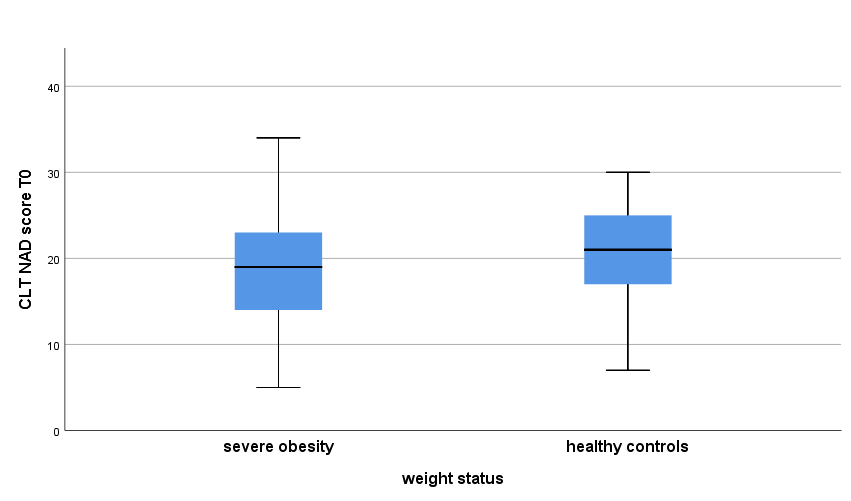 CLT NAD score T0
40
30
20
10
0
severe obesity
healthy controls
weight status